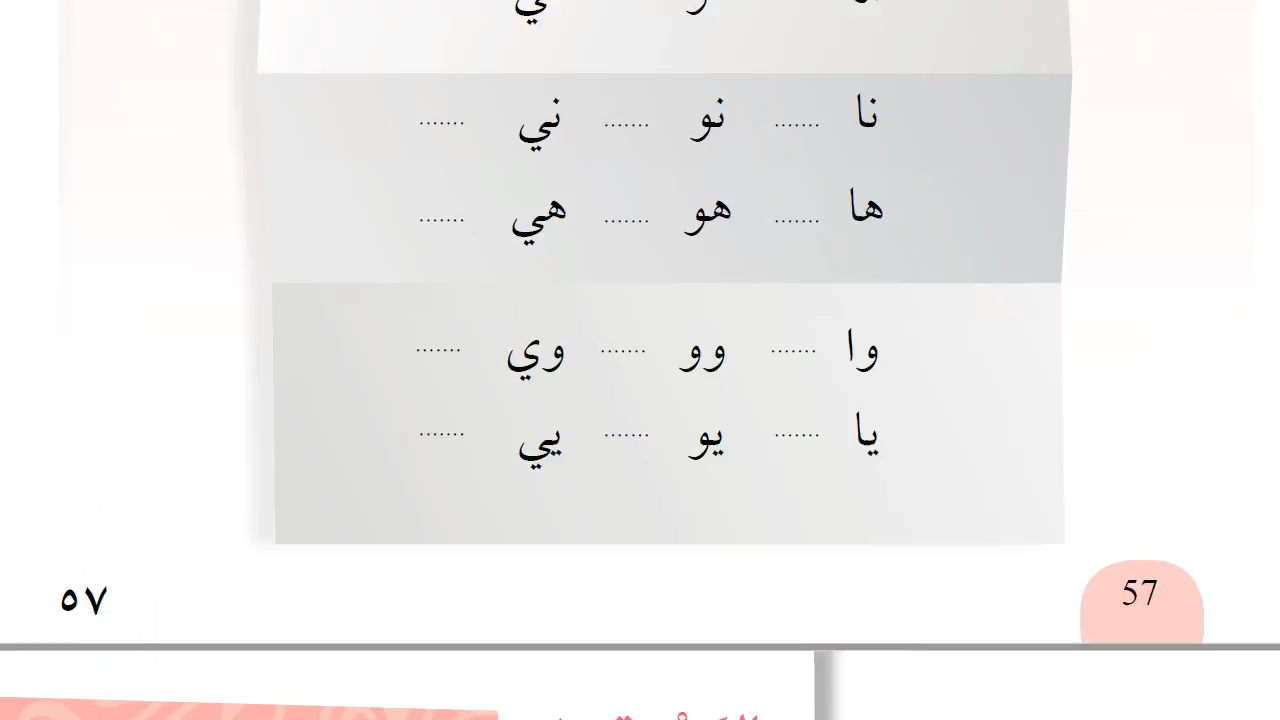 نا ....... نو ....... ني .......
ها ....... هو ....... هي .......
وا ....... وو ....... وي .......
يا ....... يو ....... يي .......
57
٥٧